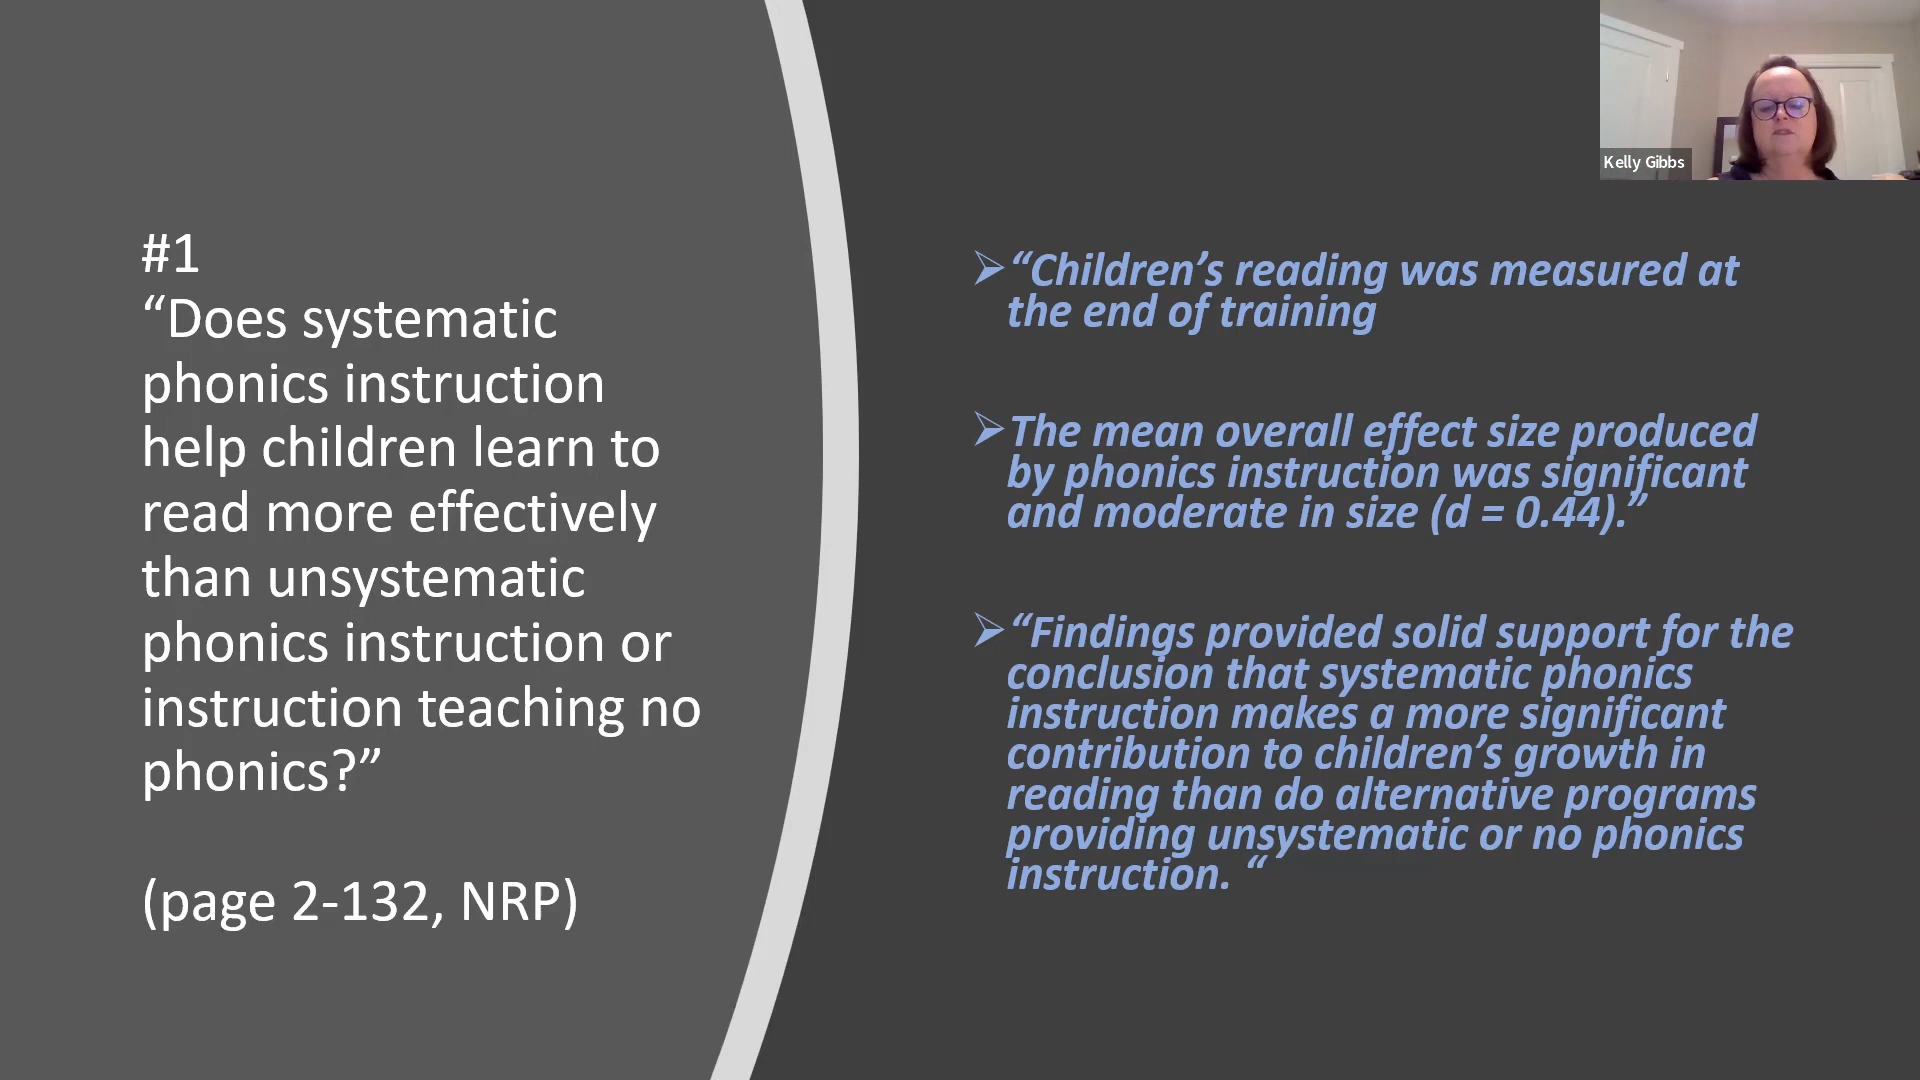 #1
“Does systematic
phonics instruction
help children learn to
read more effectively
than unsystematic
phonics instruction or
instruction teaching no
phonics?”
(page 2-132, NRP)
“Children’s reading was measured at
the end of training
The mean overall effect size produced
by phonics instruction was significant
and moderate in size (d = 0.44).”
“Findings provided solid support for the
conclusion that systematic phonics
instruction makes a more significant
contribution to children’s growth in
reading than do alternative programs
providing unsystematic or no phonics
instruction. “
Kelly Gibbs